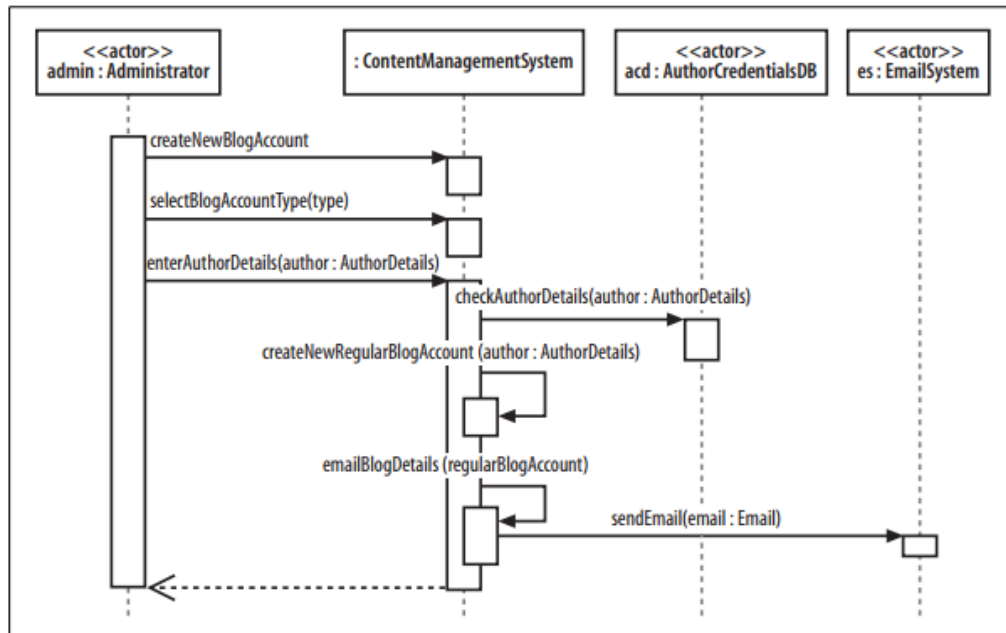 <<actor>>
admin : Administrator
: ContentManagementSystem
<<actor>>
acd : AuthorCredentialsDB
<<actor>>
es : EmailSystem
createNewBlogAccount
selectBlogAccountType(type)
enterAuthorDetails(author : AuthorDetails)
checkAuthorDetails(author : AuthorDetails)
createNewRegularBlogAccount (author : AuthorDetails)
emailBlogDetails (regularBlogAccount)
sendEmail(email : Email)